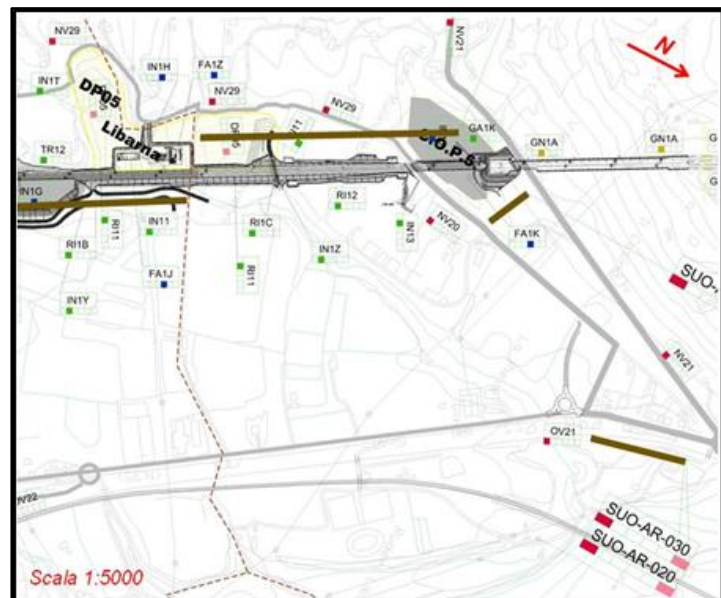 NV29
NV21
N
IN1T
IN1H
FA1Z
DP05
NV29
NV29
Libarna
GA1K
C.O.P.5
GN1A
GN1A
TR12
IN1G
RI11
IN11
RI1C
RI12
IN13
NV20
FA1K
RI1B
FA1J
RI11
IN1Z
IN1Y
NV21
OV21
SUO-AR-030
SUO-AR-020
Scala 1:5000